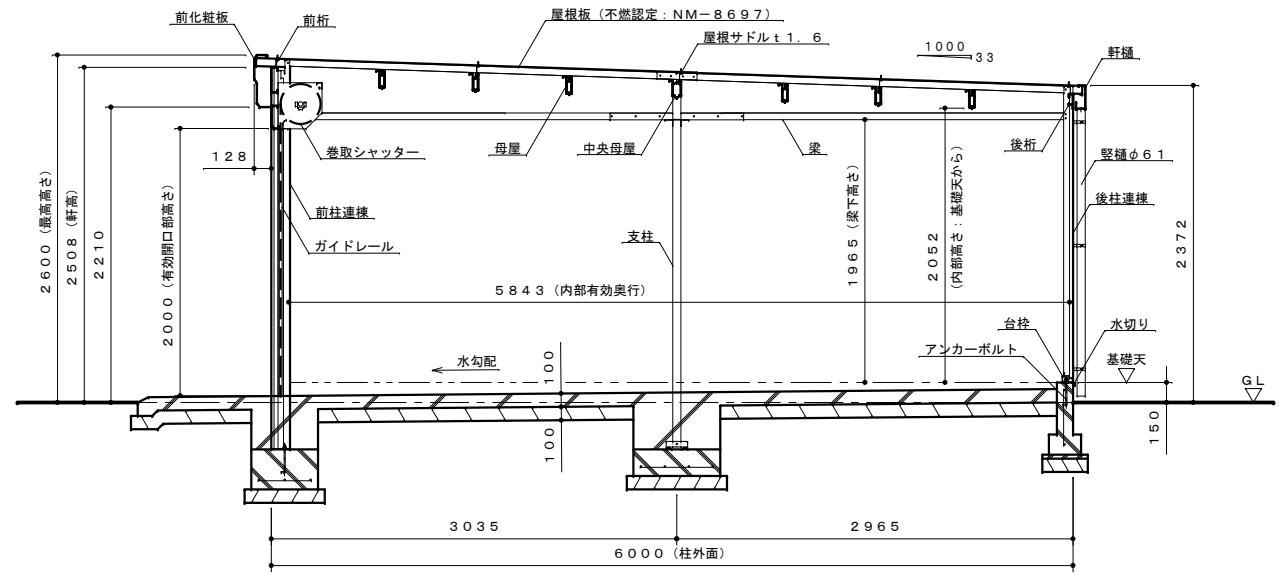 屋根板(不燃認定:NM-8697)
前化粧板
前桁
屋根サドルt1.6
1000
33
軒樋
128
巻取シャッター
母屋
中央母屋
梁
後桁
竪樋φ61
前柱連棟
後柱連棟
ガイドレール
支柱
2600(最高高さ)
2508(軒高)
2210
2000(有効開口部高さ)
1965(梁下高さ)
2052
(内部高さ:基礎天から)
2372
5843(内部有効奥行)
台枠
水切り
アンカーボルト
基礎天
水勾配
100
100
GL
150
3035
2965
6000(柱外面)